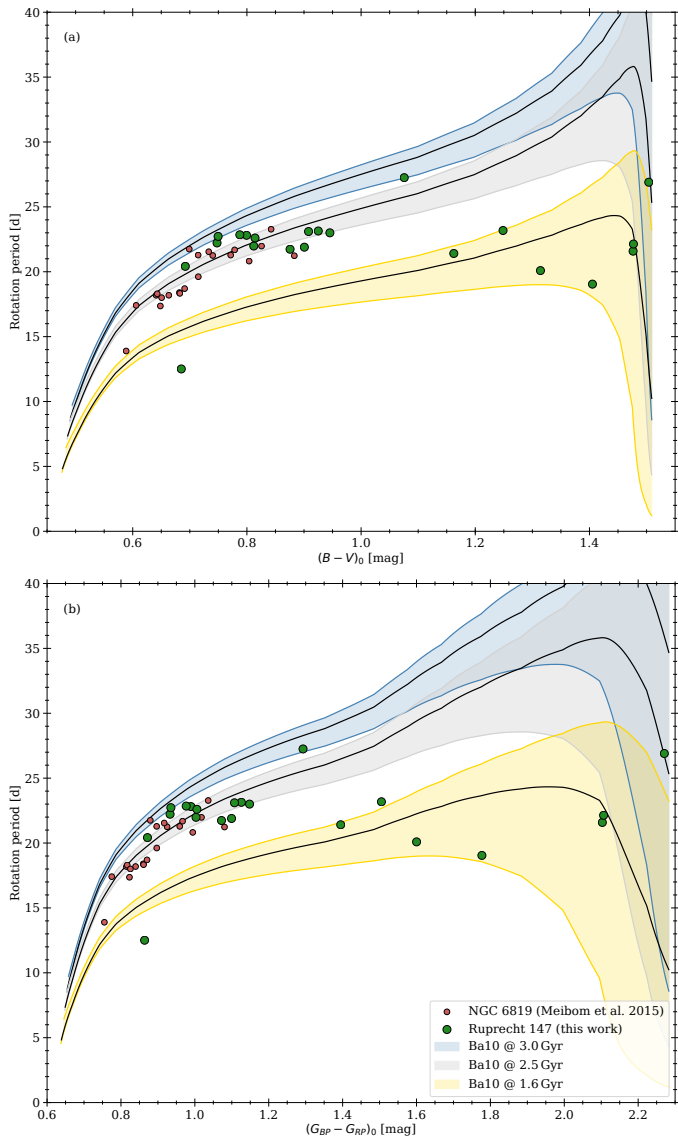 40
35
30
25
20
15
10
5
0
Rotation period [d]
(a)
0.6 0.8 1.0 1.2 1.4
(B − V)₀ [mag]
40
35
30
25
20
15
10
5
0
Rotation period [d]
(b)
NGC 6819 (Meibom et al. 2015)
Ruprecht 147 (this work)
Ba10 @ 3.0 Gyr
Ba10 @ 2.5 Gyr
Ba10 @ 1.6 Gyr
0.6 0.8 1.0 1.2 1.4 1.6 1.8 2.0 2.2
(G_BP − G_RP)₀ [mag]